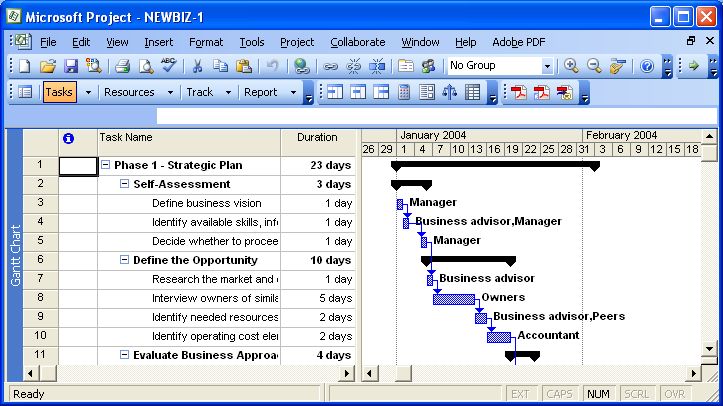 Microsoft Project - NEWBIZ-1
File Edit View Insert Format Tools Project Collaborate Window Help Adobe PDF
No Group
Tasks Resources Track Report
Task Name Duration January 2004 February 2004
26 29 1 4 7 10 13 16 19 22 25 28 31 3 6 9 12 15 18
1 Phase 1 - Strategic Plan 23 days
2 Self-Assessment 3 days
3 Define business vision 1 day Manager
4 Identify available skills, info 1 day Business advisor,Manager
5 Decide whether to procee 1 day Manager
6 Define the Opportunity 10 days
7 Research the market and 1 day Business advisor
8 Interview owners of simila 5 days Owners
9 Identify needed resources 2 days Business advisor,Peers
10 Identify operating cost ele 2 days Accountant
11 Evaluate Business Approa 4 days
Gantt Chart
Ready EXT CAPS NUM SCRL OVR